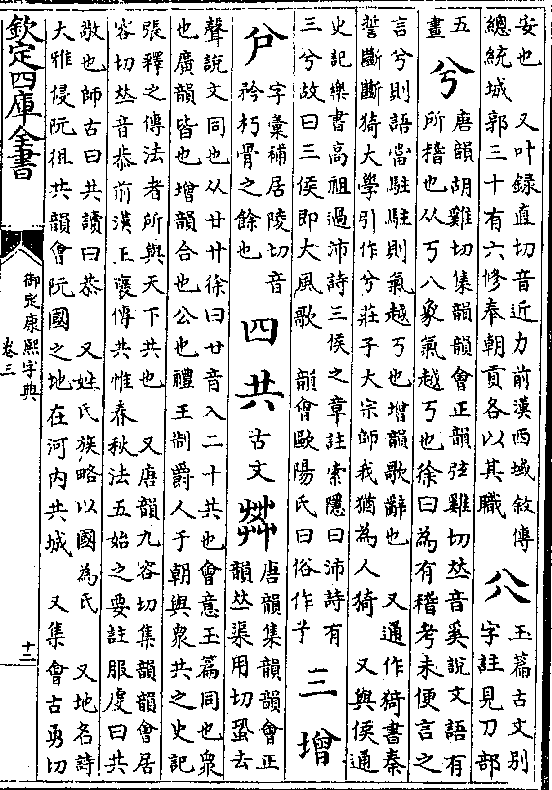 安也　又叶録直切音近力前漢西域敘傳
總統城郭三十有六修奉朝貢各以其職
玉篇古文別
字註見刀部
五
畫
兮
唐韻胡雞切集韻韻會正韻弦雞切𠀤音奚說文語有
所稽也从丂八象氣越丂也徐曰為有稽考未便言之
言兮則語當駐駐則氣越丂也增韻歌辭也　又通作猗書秦
誓斷斷猗大學引作兮莊子大宗師我猶為人猗　又與侯通
史記樂書高祖過沛詩三侯之章註索隱曰沛詩有
三兮故曰三侯即大風歌　韻會歐陽氏曰俗作
三增
字彙補居陵切音
矜朽骨之餘也
四共
古文
唐韻集韻韻會正
韻𠀤渠用切蛩去
聲說文同也从廿廾徐曰廿音入二十共也會意玉篇同也衆
也廣韻皆也增韻合也公也禮王制爵人于朝與衆共之史記
張釋之傳法者所與天下共也　又唐韻九容切集韻韻會居
容切𠀤音恭前漢王襃傳共惟春秋法五始之要註服虔曰共
敬也師古曰共讀曰恭　又姓氏族略以國為氏　又地名詩
大雅侵阮徂共韻會阮國之地在河内共城　又集會古勇切
欽定四庫全書
御定康熙字典
卷三
十三